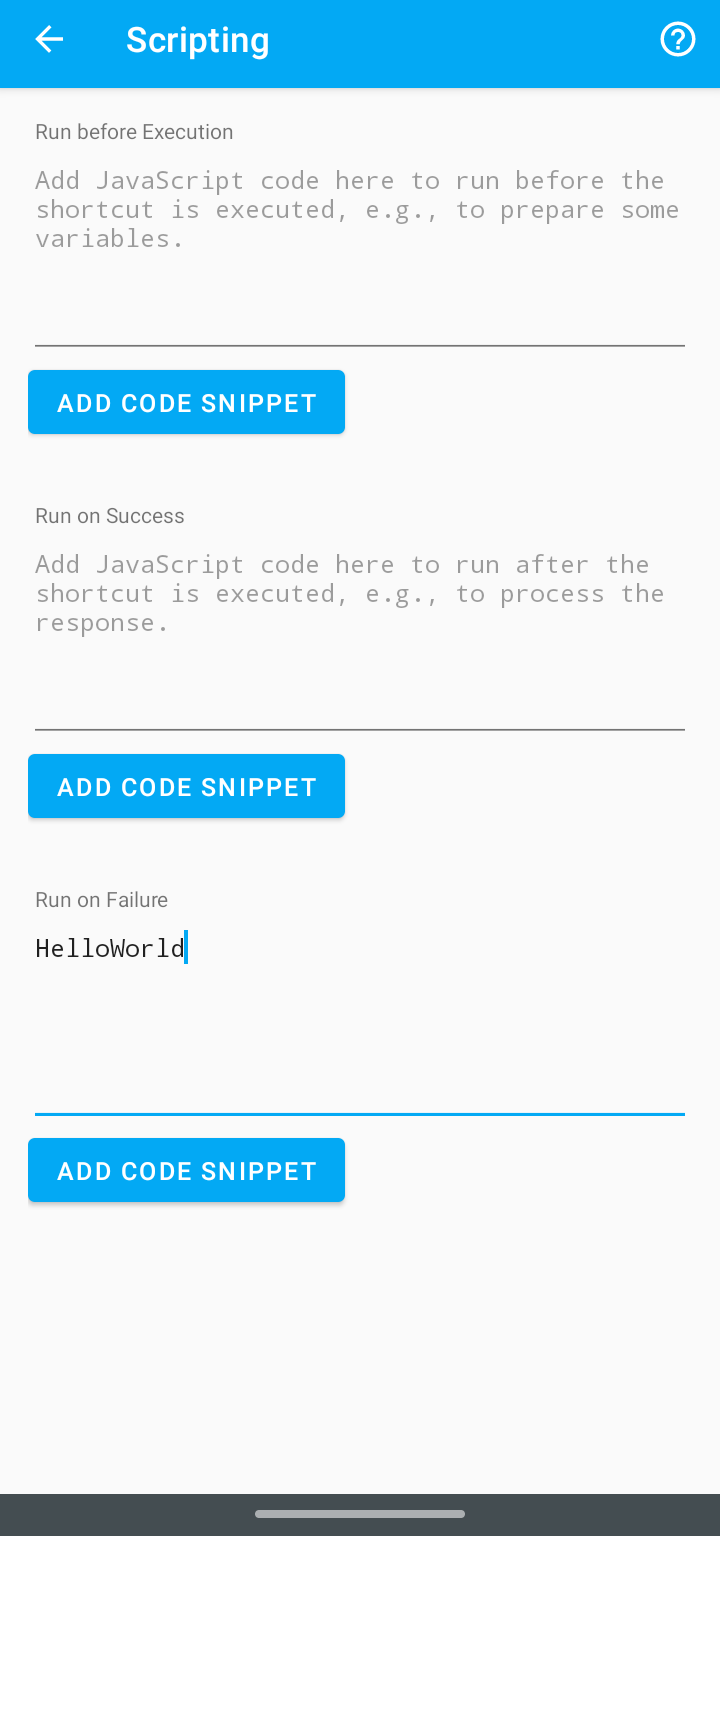 Scripting
Run before Execution
Add JavaScript code here to run before the
shortcut is executed, e.g., to prepare some
variables.
ADD CODE SNIPPET
Run on Success
Add JavaScript code here to run after the
shortcut is executed, e.g., to process the
response.
ADD CODE SNIPPET
Run on Failure
HelloWorld
ADD CODE SNIPPET